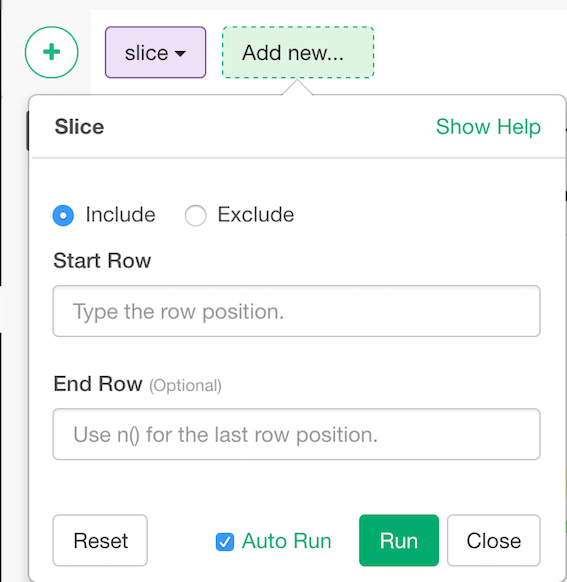 +
slice
Add new...
Slice
Show Help
Include
Exclude
Start Row
Type the row position.
End Row (Optional)
Use n() for the last row position.
Reset
Auto Run
Run
Close